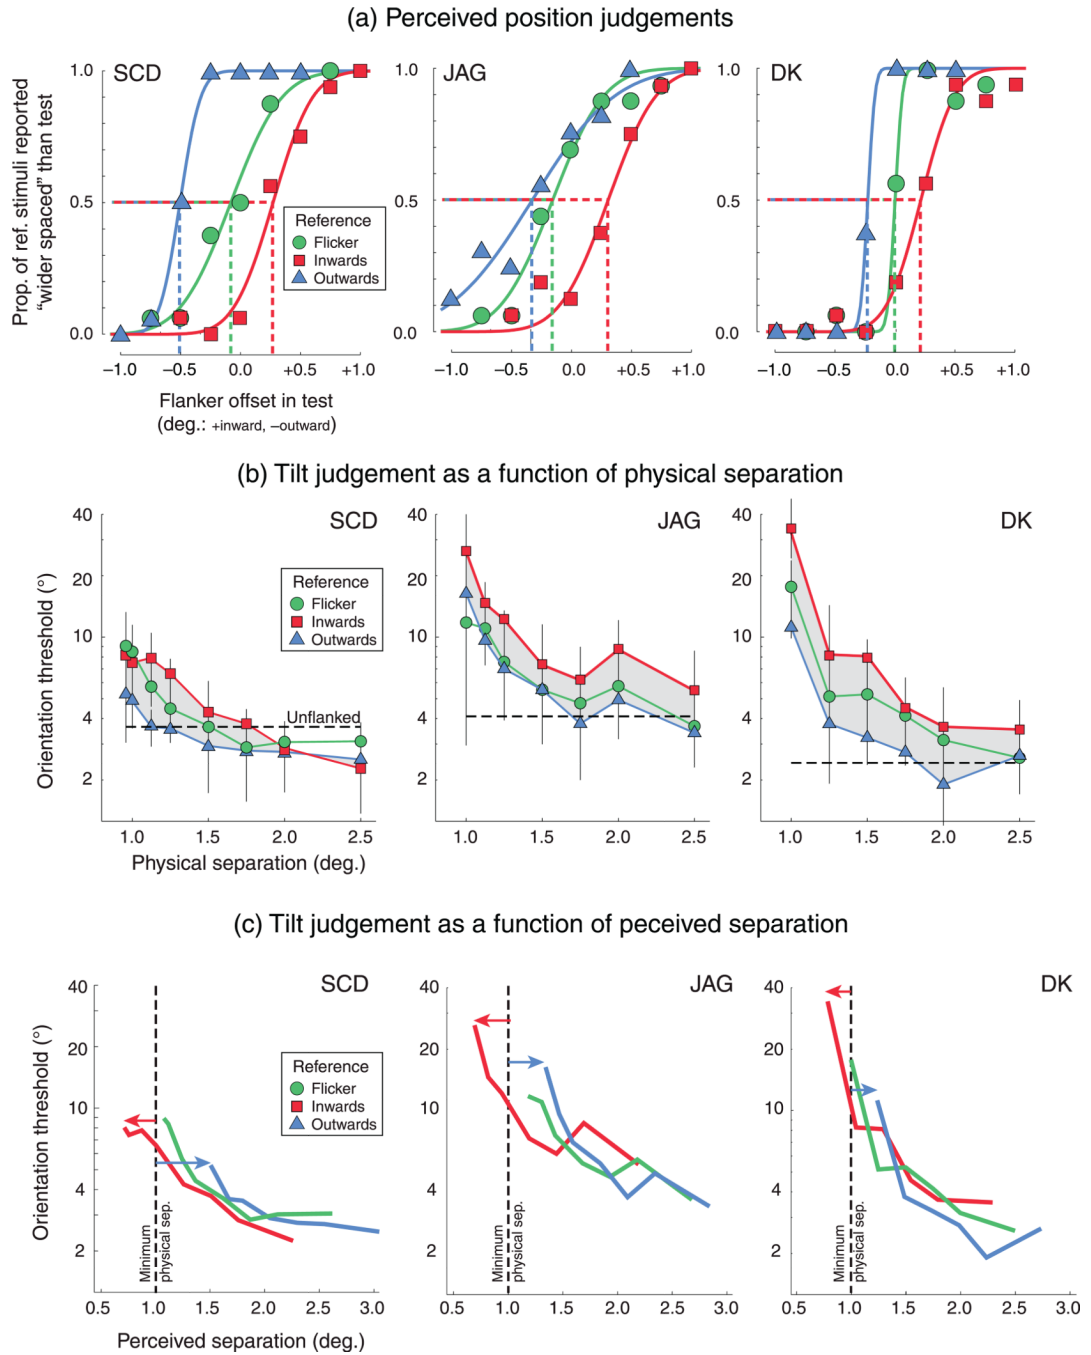 (a) Perceived position judgements
SCD
JAG
DK
Prop. of ref. stimuli reported
“wider spaced” than test
1.0
0.5
0.0
1.0
0.5
0.0
1.0
0.5
0.0
Reference
Flicker
Inwards
Outwards
−1.0 −0.5 0.0 +0.5 +1.0
−1.0 −0.5 0.0 +0.5 +1.0
−1.0 −0.5 0.0 +0.5 +1.0
Flanker offset in test
(deg.: +inward, −outward)
(b) Tilt judgement as a function of physical separation
SCD
JAG
DK
Orientation threshold (°)
40
20
10
4
2
40
20
10
4
2
40
20
10
4
2
Reference
Flicker
Inwards
Outwards
Unflanked
1.0 1.5 2.0 2.5
1.0 1.5 2.0 2.5
1.0 1.5 2.0 2.5
Physical separation (deg.)
(c) Tilt judgement as a function of perceived separation
SCD
JAG
DK
Orientation threshold (°)
40
20
10
4
2
40
20
10
4
2
40
20
10
4
2
Reference
Flicker
Inwards
Outwards
Minimum
physical sep.
Minimum
physical sep.
Minimum
physical sep.
0.5 1.0 1.5 2.0 2.5 3.0
0.5 1.0 1.5 2.0 2.5 3.0
0.5 1.0 1.5 2.0 2.5 3.0
Perceived separation (deg.)